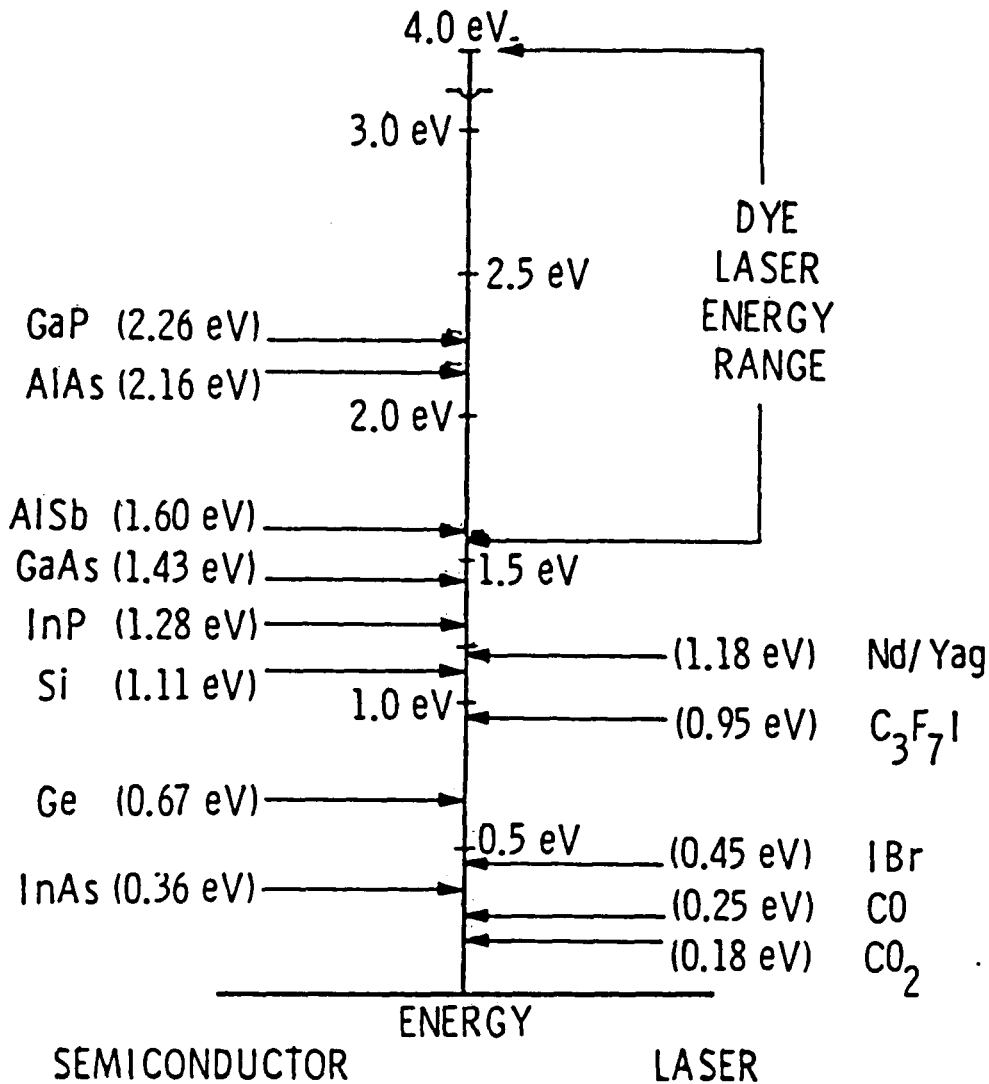 4.0 eV
3.0 eV
DYE
LASER
ENERGY
RANGE
2.5 eV
GaP (2.26 eV)
AlAs (2.16 eV)
2.0 eV
AlSb (1.60 eV)
GaAs (1.43 eV)
1.5 eV
InP (1.28 eV)
(1.18 eV) Nd/Yag
Si (1.11 eV)
1.0 eV
(0.95 eV) C3F7I
Ge (0.67 eV)
0.5 eV
(0.45 eV) IBr
InAs (0.36 eV)
(0.25 eV) CO
(0.18 eV) CO2
ENERGY
SEMICONDUCTOR LASER